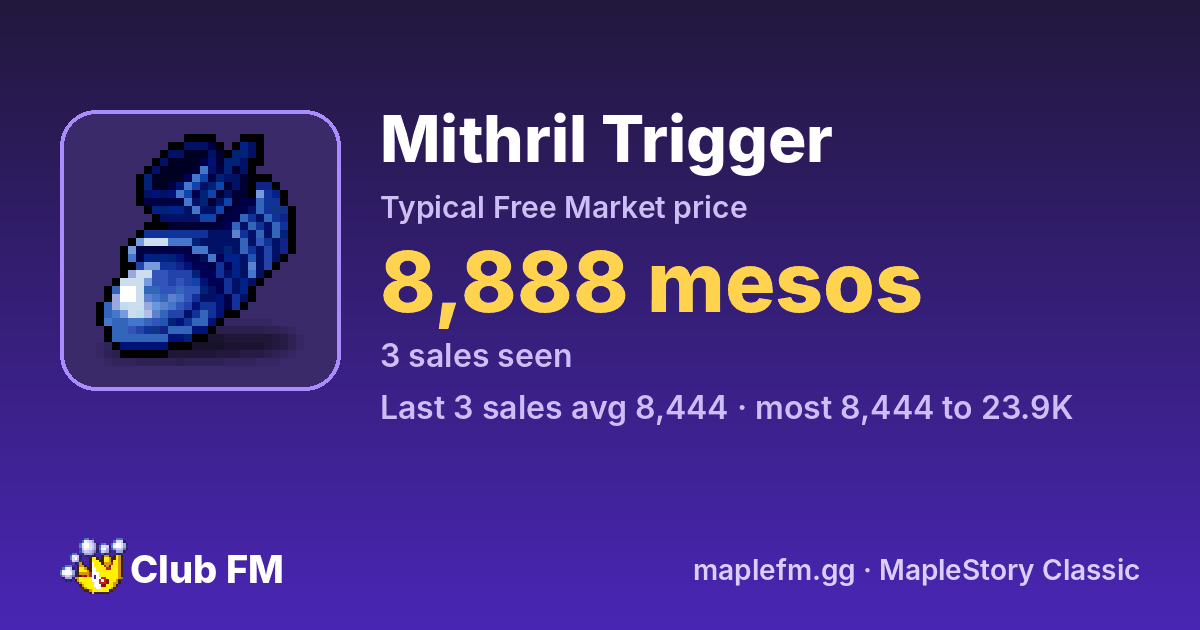 Mithril Trigger
Typical Free Market price
8,888 mesos
3 sales seen
Last 3 sales avg 8,444 · most 8,444 to 23.9K
Club FM
maplefm.gg · MapleStory Classic